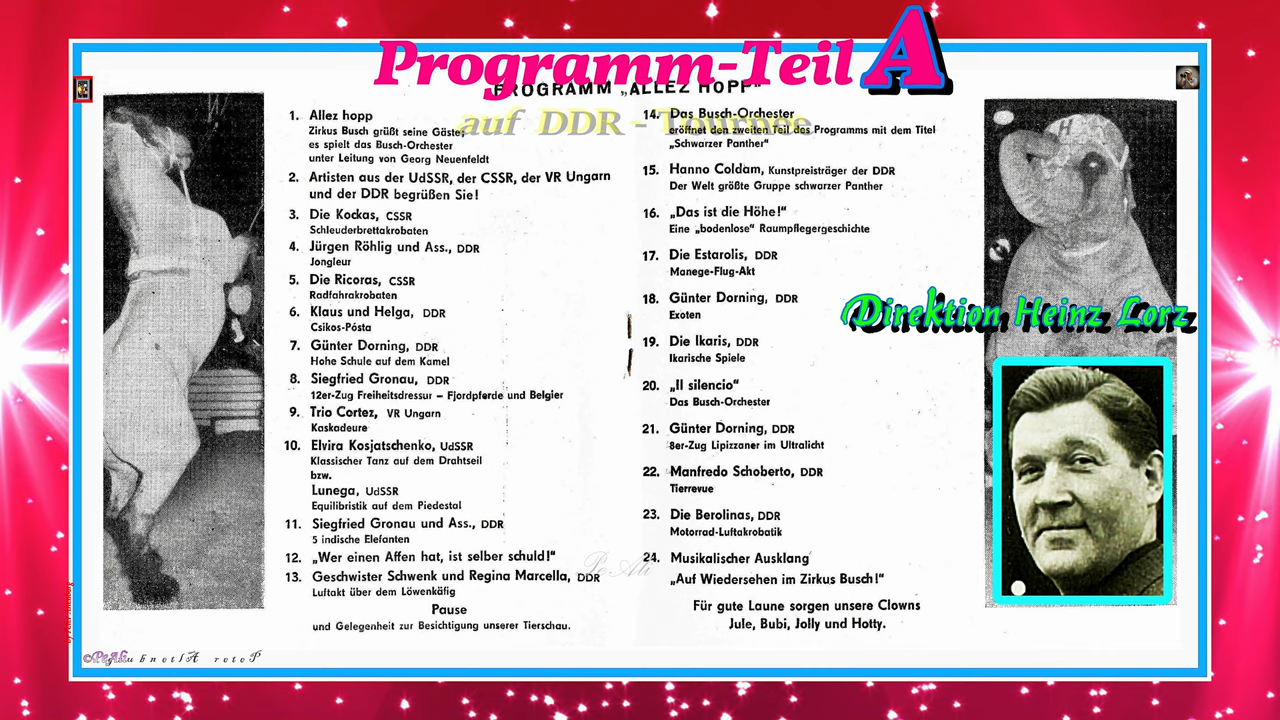 Programm-Teil A
PROGRAMM „ALLEZ HOPP“
auf DDR - Tournee
1. Allez hopp
Zirkus Busch grüßt seine Gäste,
es spielt das Busch-Orchester
unter Leitung von Georg Neuenfeldt
2. Artisten aus der UdSSR, der CSSR, der VR Ungarn
und der DDR begrüßen Sie!
3. Die Kockas, CSSR
Schleuderbrettakrobaten
4. Jürgen Röhlig und Ass., DDR
Jongleur
5. Die Ricoras, CSSR
Radfahrakrobaten
6. Klaus und Helga, DDR
Csikos-Pósta
7. Günter Dorning, DDR
Hohe Schule auf dem Kamel
8. Siegfried Gronau, DDR
12er-Zug Freiheitsdressur – Fjordpferde und Belgier
9. Trio Cortez, VR Ungarn
Kaskadeure
10. Elvira Kosjatschenko, UdSSR
Klassischer Tanz auf dem Drahtseil
bzw.
Lunega, UdSSR
Equilibristik auf dem Piedestal
11. Siegfried Gronau und Ass., DDR
5 indische Elefanten
12. „Wer einen Affen hat, ist selber schuld!“
13. Geschwister Schwenk und Regina Marcella, DDR
Luftakt über dem Löwenkäfig
Pause
und Gelegenheit zur Besichtigung unserer Tierschau.
14. Das Busch-Orchester
eröffnet den zweiten Teil des Programms mit dem Titel
„Schwarzer Panther“
15. Hanno Coldam, Kunstpreisträger der DDR
Der Welt größte Gruppe schwarzer Panther
16. „Das ist die Höhe!“
Eine „bodenlose“ Raumpflegergeschichte
17. Die Estarolis, DDR
Manege-Flug-Akt
18. Günter Dorning, DDR
Exoten
19. Die Ikaris, DDR
Ikarische Spiele
20. „Il silencio“
Das Busch-Orchester
21. Günter Dorning, DDR
8er-Zug Lipizzaner im Ultralicht
22. Manfredo Schoberto, DDR
Tierrevue
23. Die Berolinas, DDR
Motorrad-Luftakrobatik
24. Musikalischer Ausklang
„Auf Wiedersehen im Zirkus Busch!“
Für gute Laune sorgen unsere Clowns
Jule, Bubi, Jolly und Hotty.
Direktion Heinz Lorz
PeAli